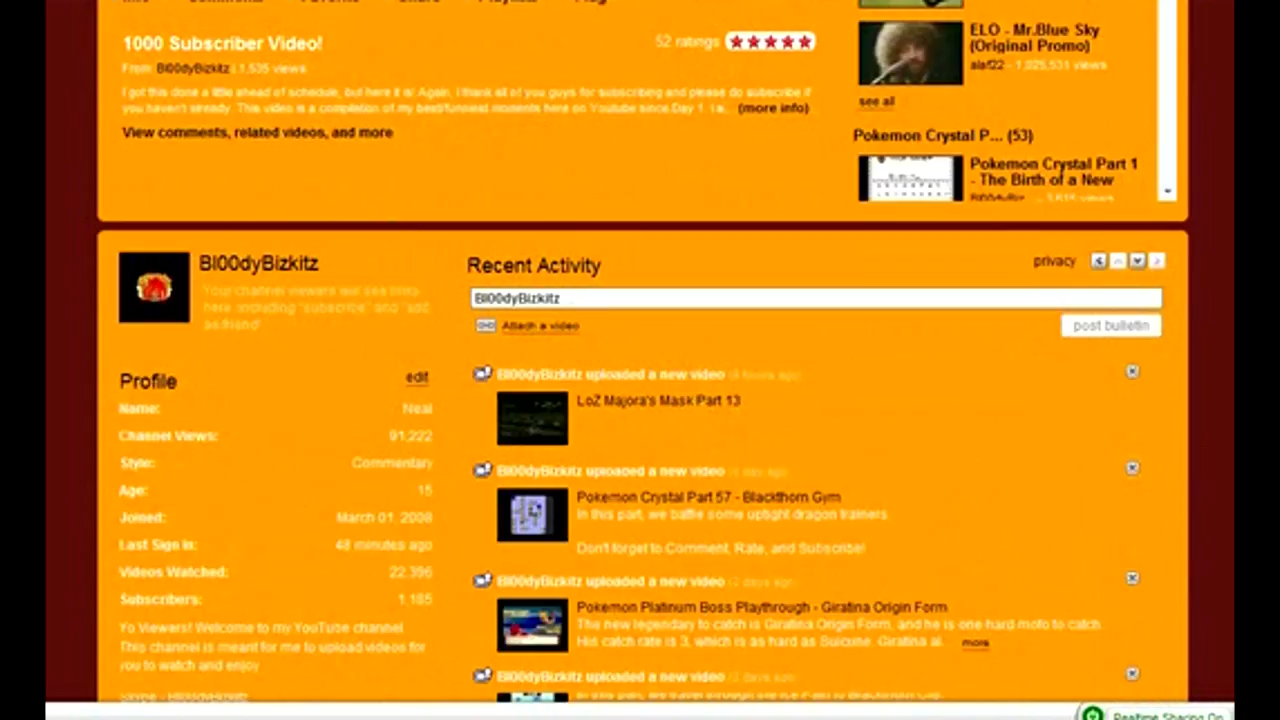 1000 Subscriber Video!
52 ratings
From: Bl00dyBizkitz | 1,535 views
I got this done a little ahead of schedule, but here it is! Again, I thank all of you guys for subscribing and please do subscribe if
you haven't already. This video is a compilation of my best/funniest moments here on Youtube since Day 1
(more info)
View comments, related videos, and more
ELO - Mr.Blue Sky
(Original Promo)
alaf22 - 1,025,531 views
see all
Pokemon Crystal P... (53)
Pokemon Crystal Part 1
- The Birth of a New
Bl00dyBizkitz
Your channel viewers will see links
here including "subscribe" and "add
as friend"
Profile
edit
Name: Neal
Channel Views: 91,222
Style: Commentary
Age: 15
Joined: March 01, 2008
Last Sign In: 48 minutes ago
Videos Watched: 22,396
Subscribers: 1,185
Yo Viewers! Welcome to my YouTube channel.
This channel is meant for me to upload videos for
you to watch and enjoy
Recent Activity
privacy
Bl00dyBizkitz
Attach a video
post bulletin
Bl00dyBizkitz uploaded a new video
LoZ Majora's Mask Part 13
Bl00dyBizkitz uploaded a new video (1 day ago)
Pokemon Crystal Part 57 - Blackthorn Gym
In this part, we battle some uptight dragon trainers.
Don't forget to Comment, Rate, and Subscribe!
Bl00dyBizkitz uploaded a new video (2 days ago)
Pokemon Platinum Boss Playthrough - Giratina Origin Form
The new legendary to catch is Giratina Origin Form, and he is one hard mofo to catch.
His catch rate is 3, which is as hard as Suicine. Giratina al...
more
Bl00dyBizkitz uploaded a new video
Realtime Sharing On